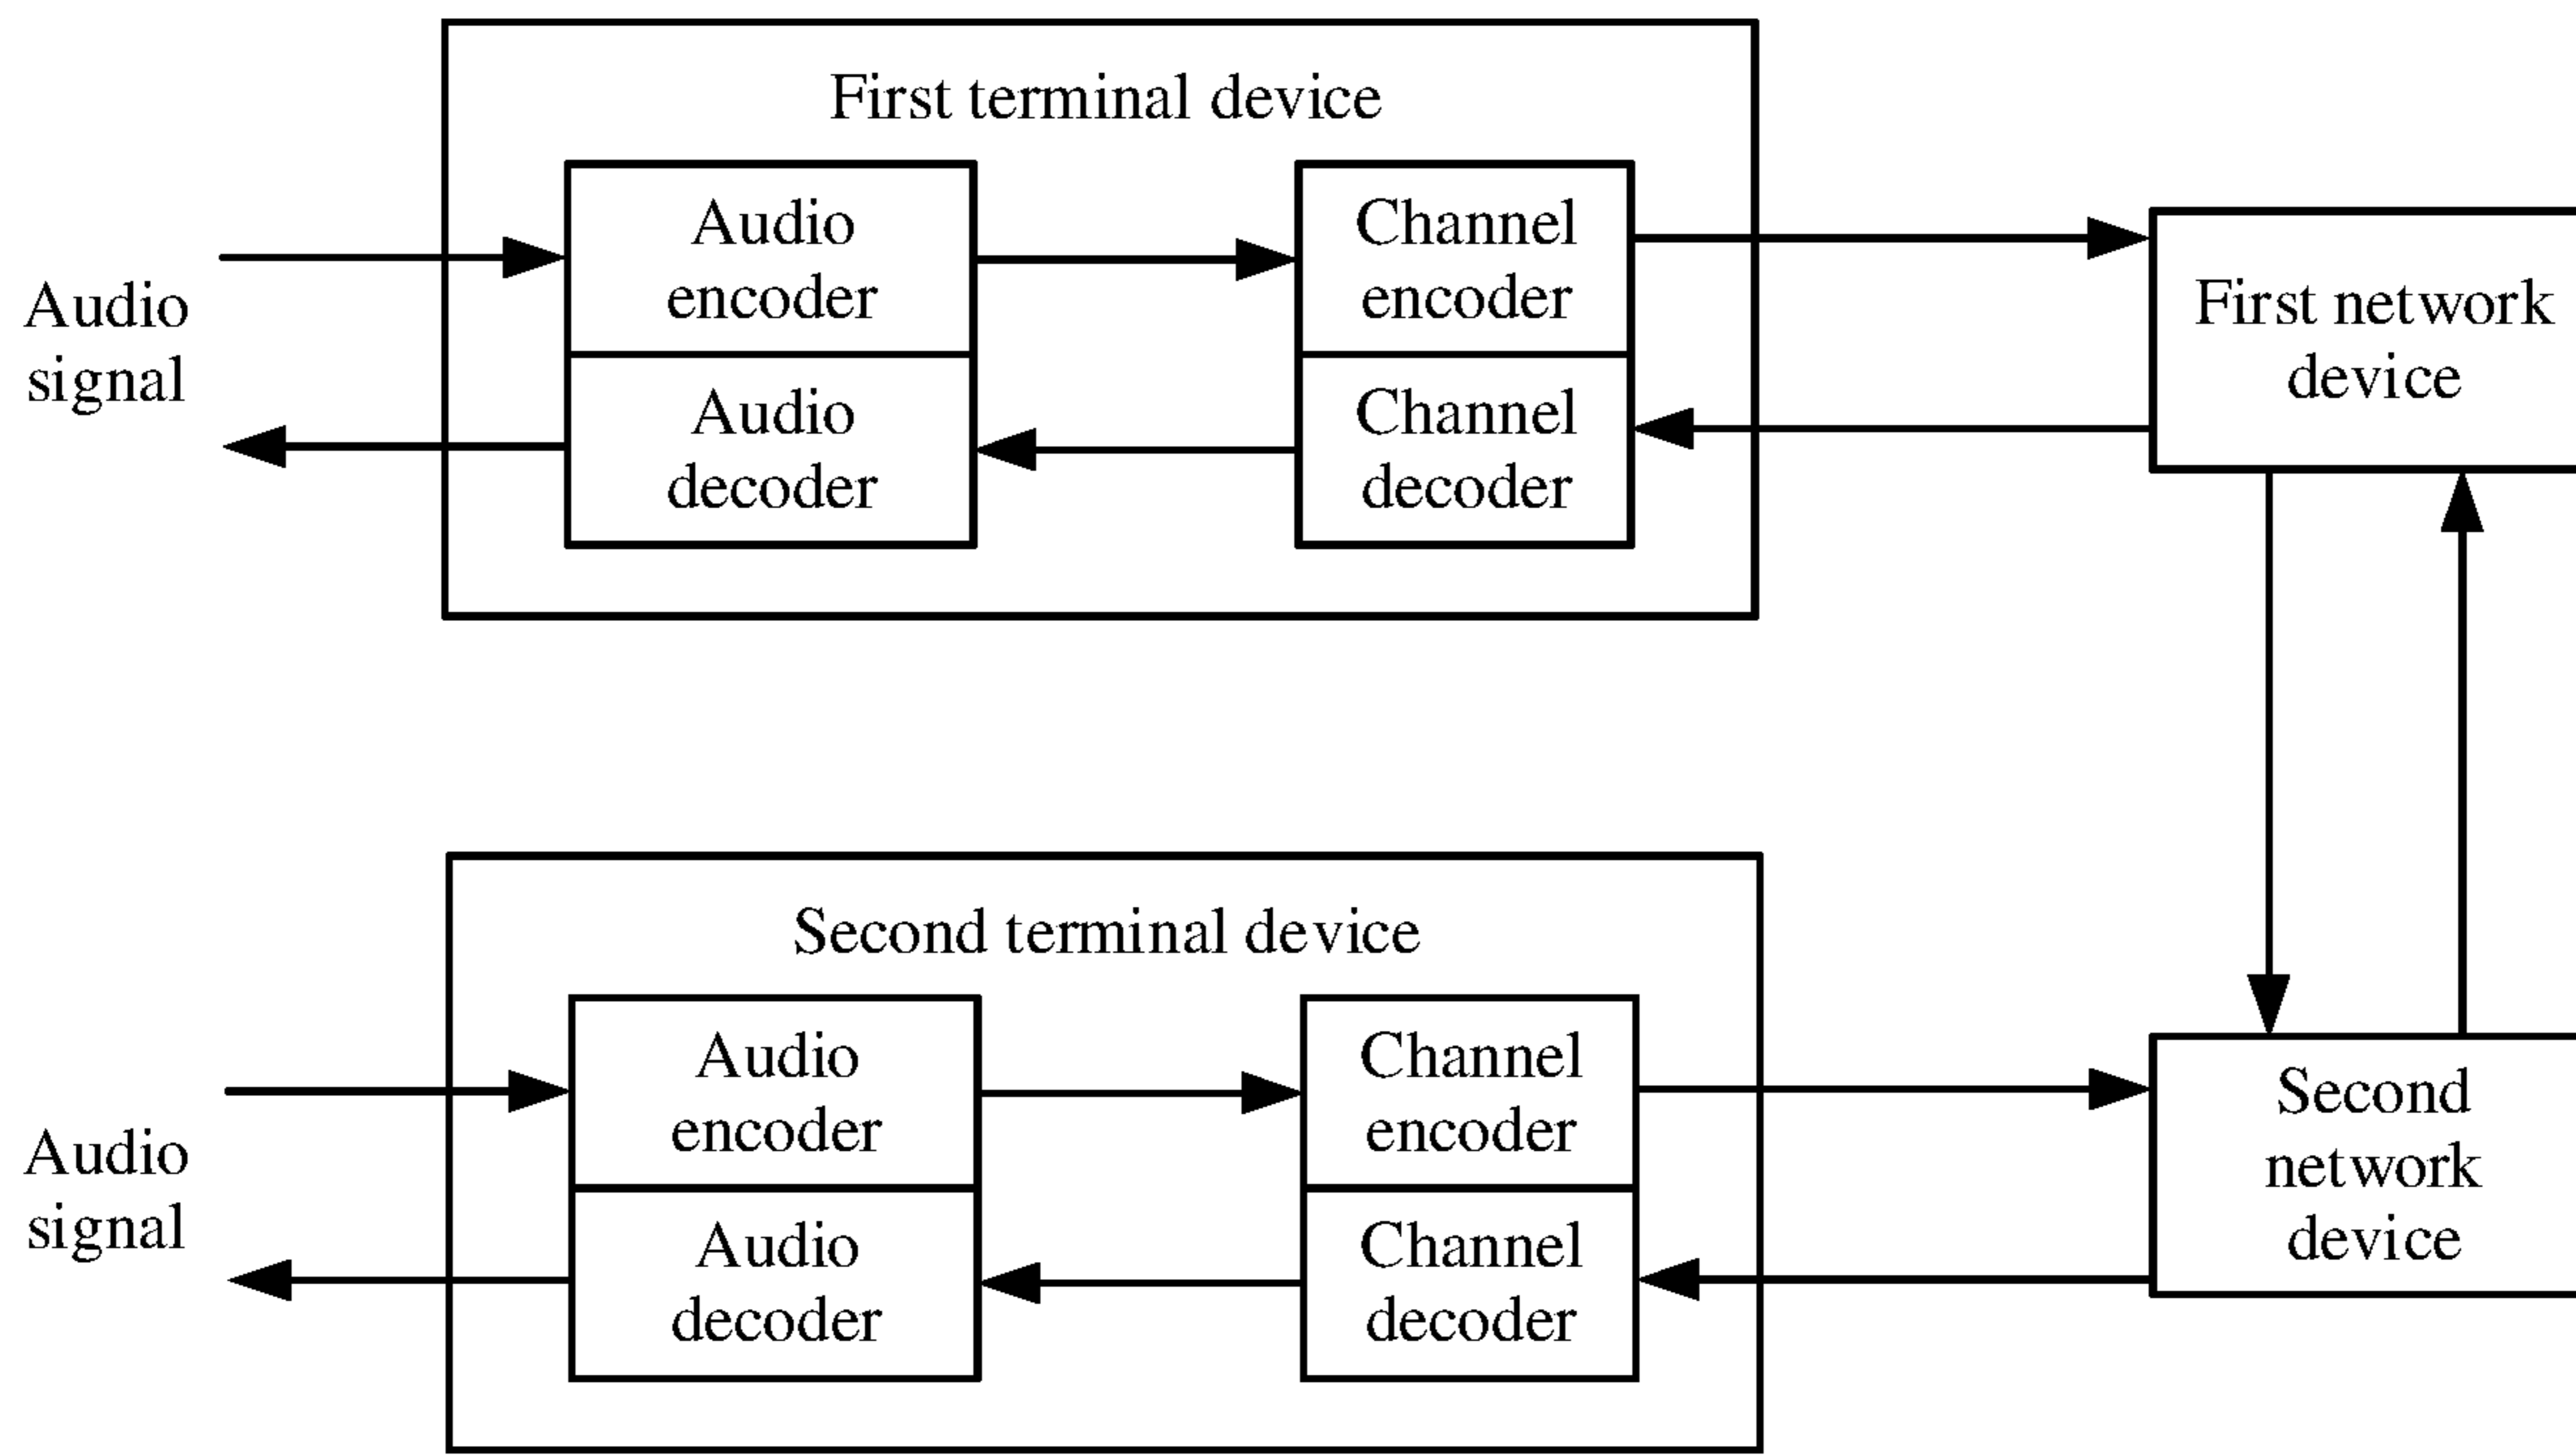 First terminal device
Audio
signal
Audio
encoder
Audio
decoder
Channel
encoder
Channel
decoder
First network
device
Second terminal device
Audio
signal
Audio
encoder
Audio
decoder
Channel
encoder
Channel
decoder
Second
network
device